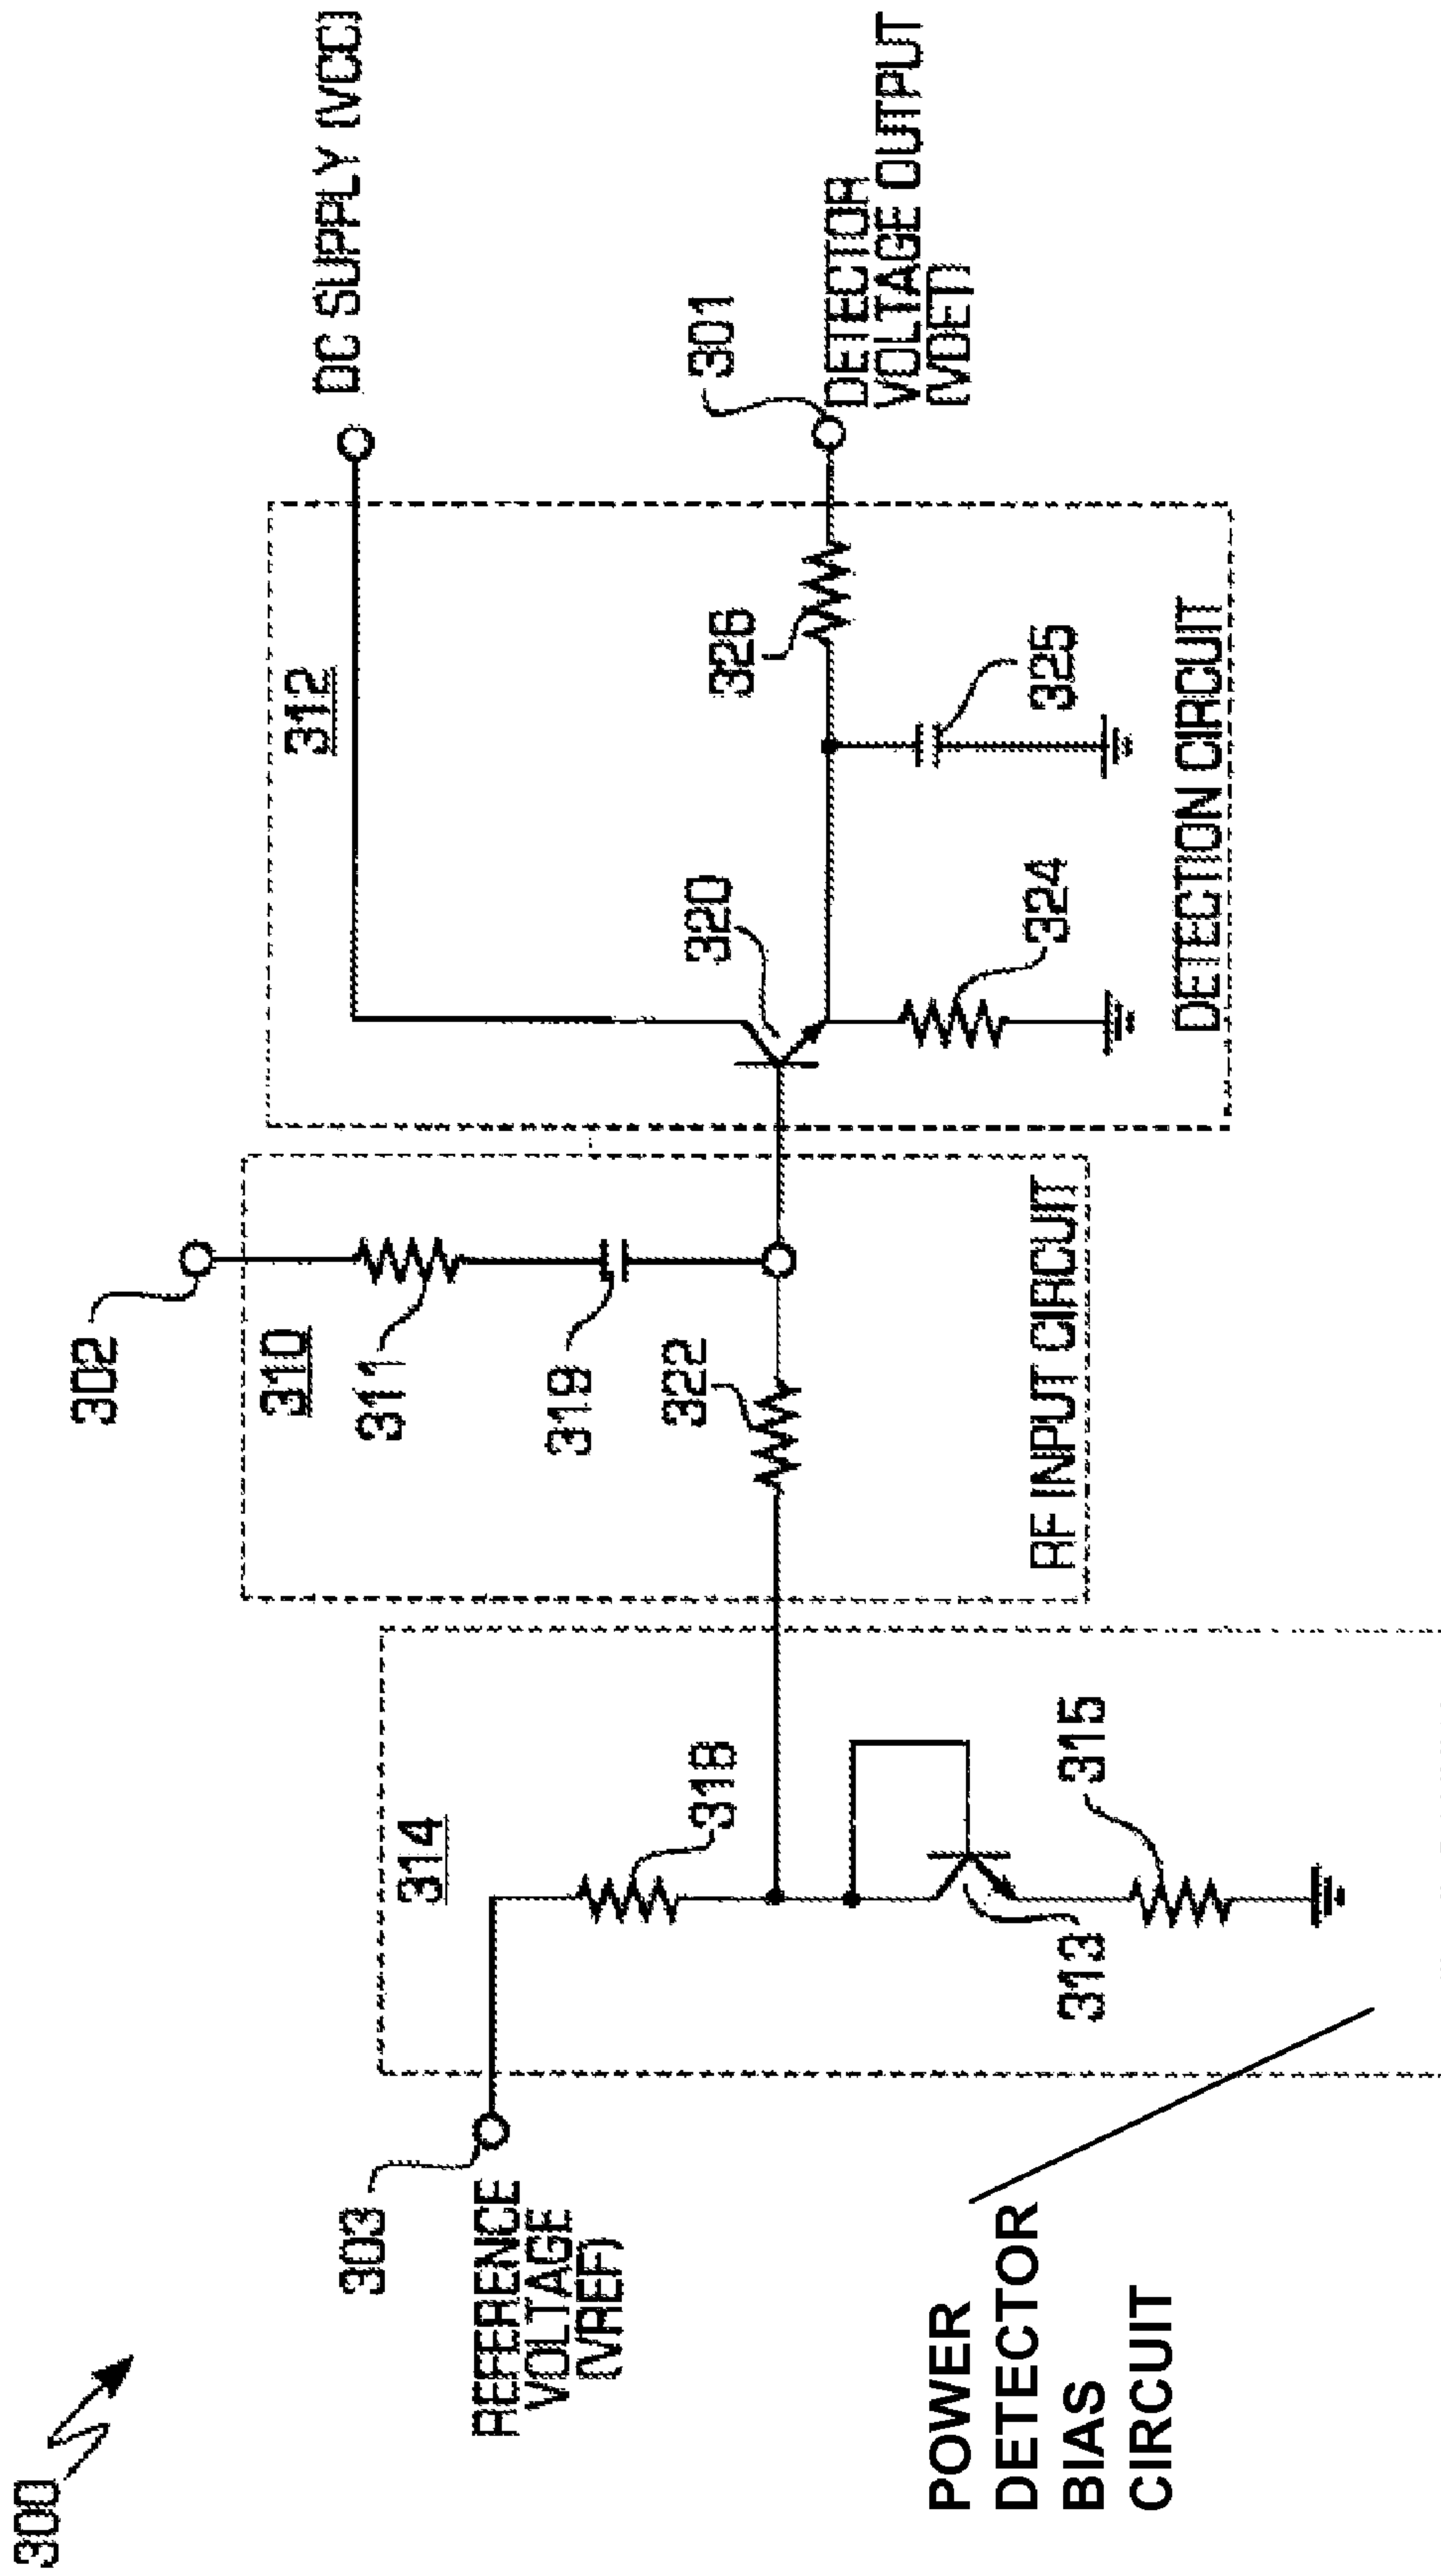 300
302
310
311
319
322
RF INPUT CIRCUIT
312
DC SUPPLY (VCC)
320
324
325
326
301
DETECTOR
VOLTAGE OUTPUT
(VDET)
DETECTION CIRCUIT
303
REFERENCE
VOLTAGE
(VREF)
314
318
313
315
POWER
DETECTOR
BIAS
CIRCUIT